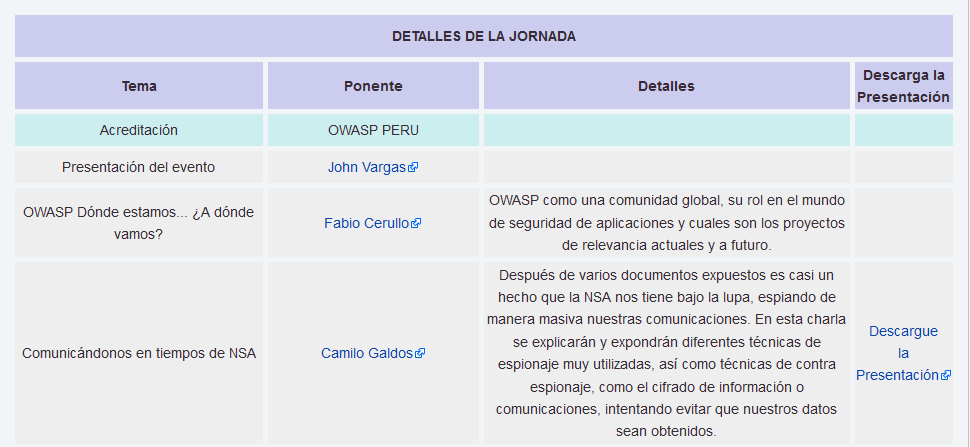 DETALLES DE LA JORNADA
Tema
Ponente
Detalles
Descarga la
Presentación
Acreditación
OWASP PERU
Presentación del evento
John Vargas
OWASP Dónde estamos... ¿A dónde
vamos?
Fabio Cerullo
OWASP como una comunidad global, su rol en el mundo
de seguridad de aplicaciones y cuales son los proyectos
de relevancia actuales y a futuro.
Comunicándonos en tiempos de NSA
Camilo Galdos
Después de varios documentos expuestos es casi un
hecho que la NSA nos tiene bajo la lupa, espiando de
manera masiva nuestras comunicaciones. En esta charla
se explicarán y expondrán diferentes técnicas de
espionaje muy utilizadas, así como técnicas de contra
espionaje, como el cifrado de información o
comunicaciones, intentando evitar que nuestros datos
sean obtenidos.
Descargue
la
Presentación